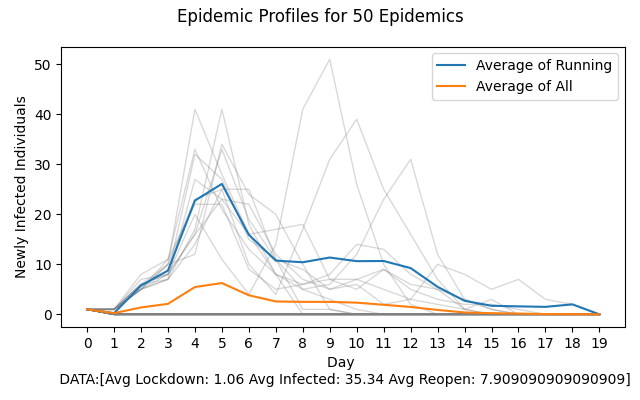 Epidemic Profiles for 50 Epidemics
Average of Running
Average of All
Newly Infected Individuals
50
40
30
20
10
0
0 1 2 3 4 5 6 7 8 9 10 11 12 13 14 15 16 17 18 19
Day
DATA:[Avg Lockdown: 1.06 Avg Infected: 35.34 Avg Reopen: 7.909090909090909]